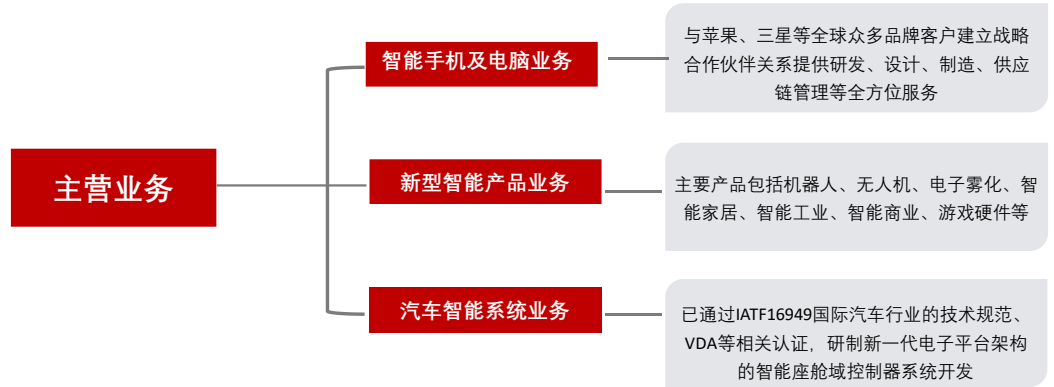 主营业务
智能手机及电脑业务
与苹果、三星等全球众多品牌客户建立战略
合作伙伴关系提供研发、设计、制造、供应
链管理等全方位服务
新型智能产品业务
主要产品包括机器人、无人机、电子雾化、智
能家居、智能工业、智能商业、游戏硬件等
汽车智能系统业务
已通过IATF16949国际汽车行业的技术规范、
VDA等相关认证，研制新一代电子平台架构
的智能座舱域控制器系统开发